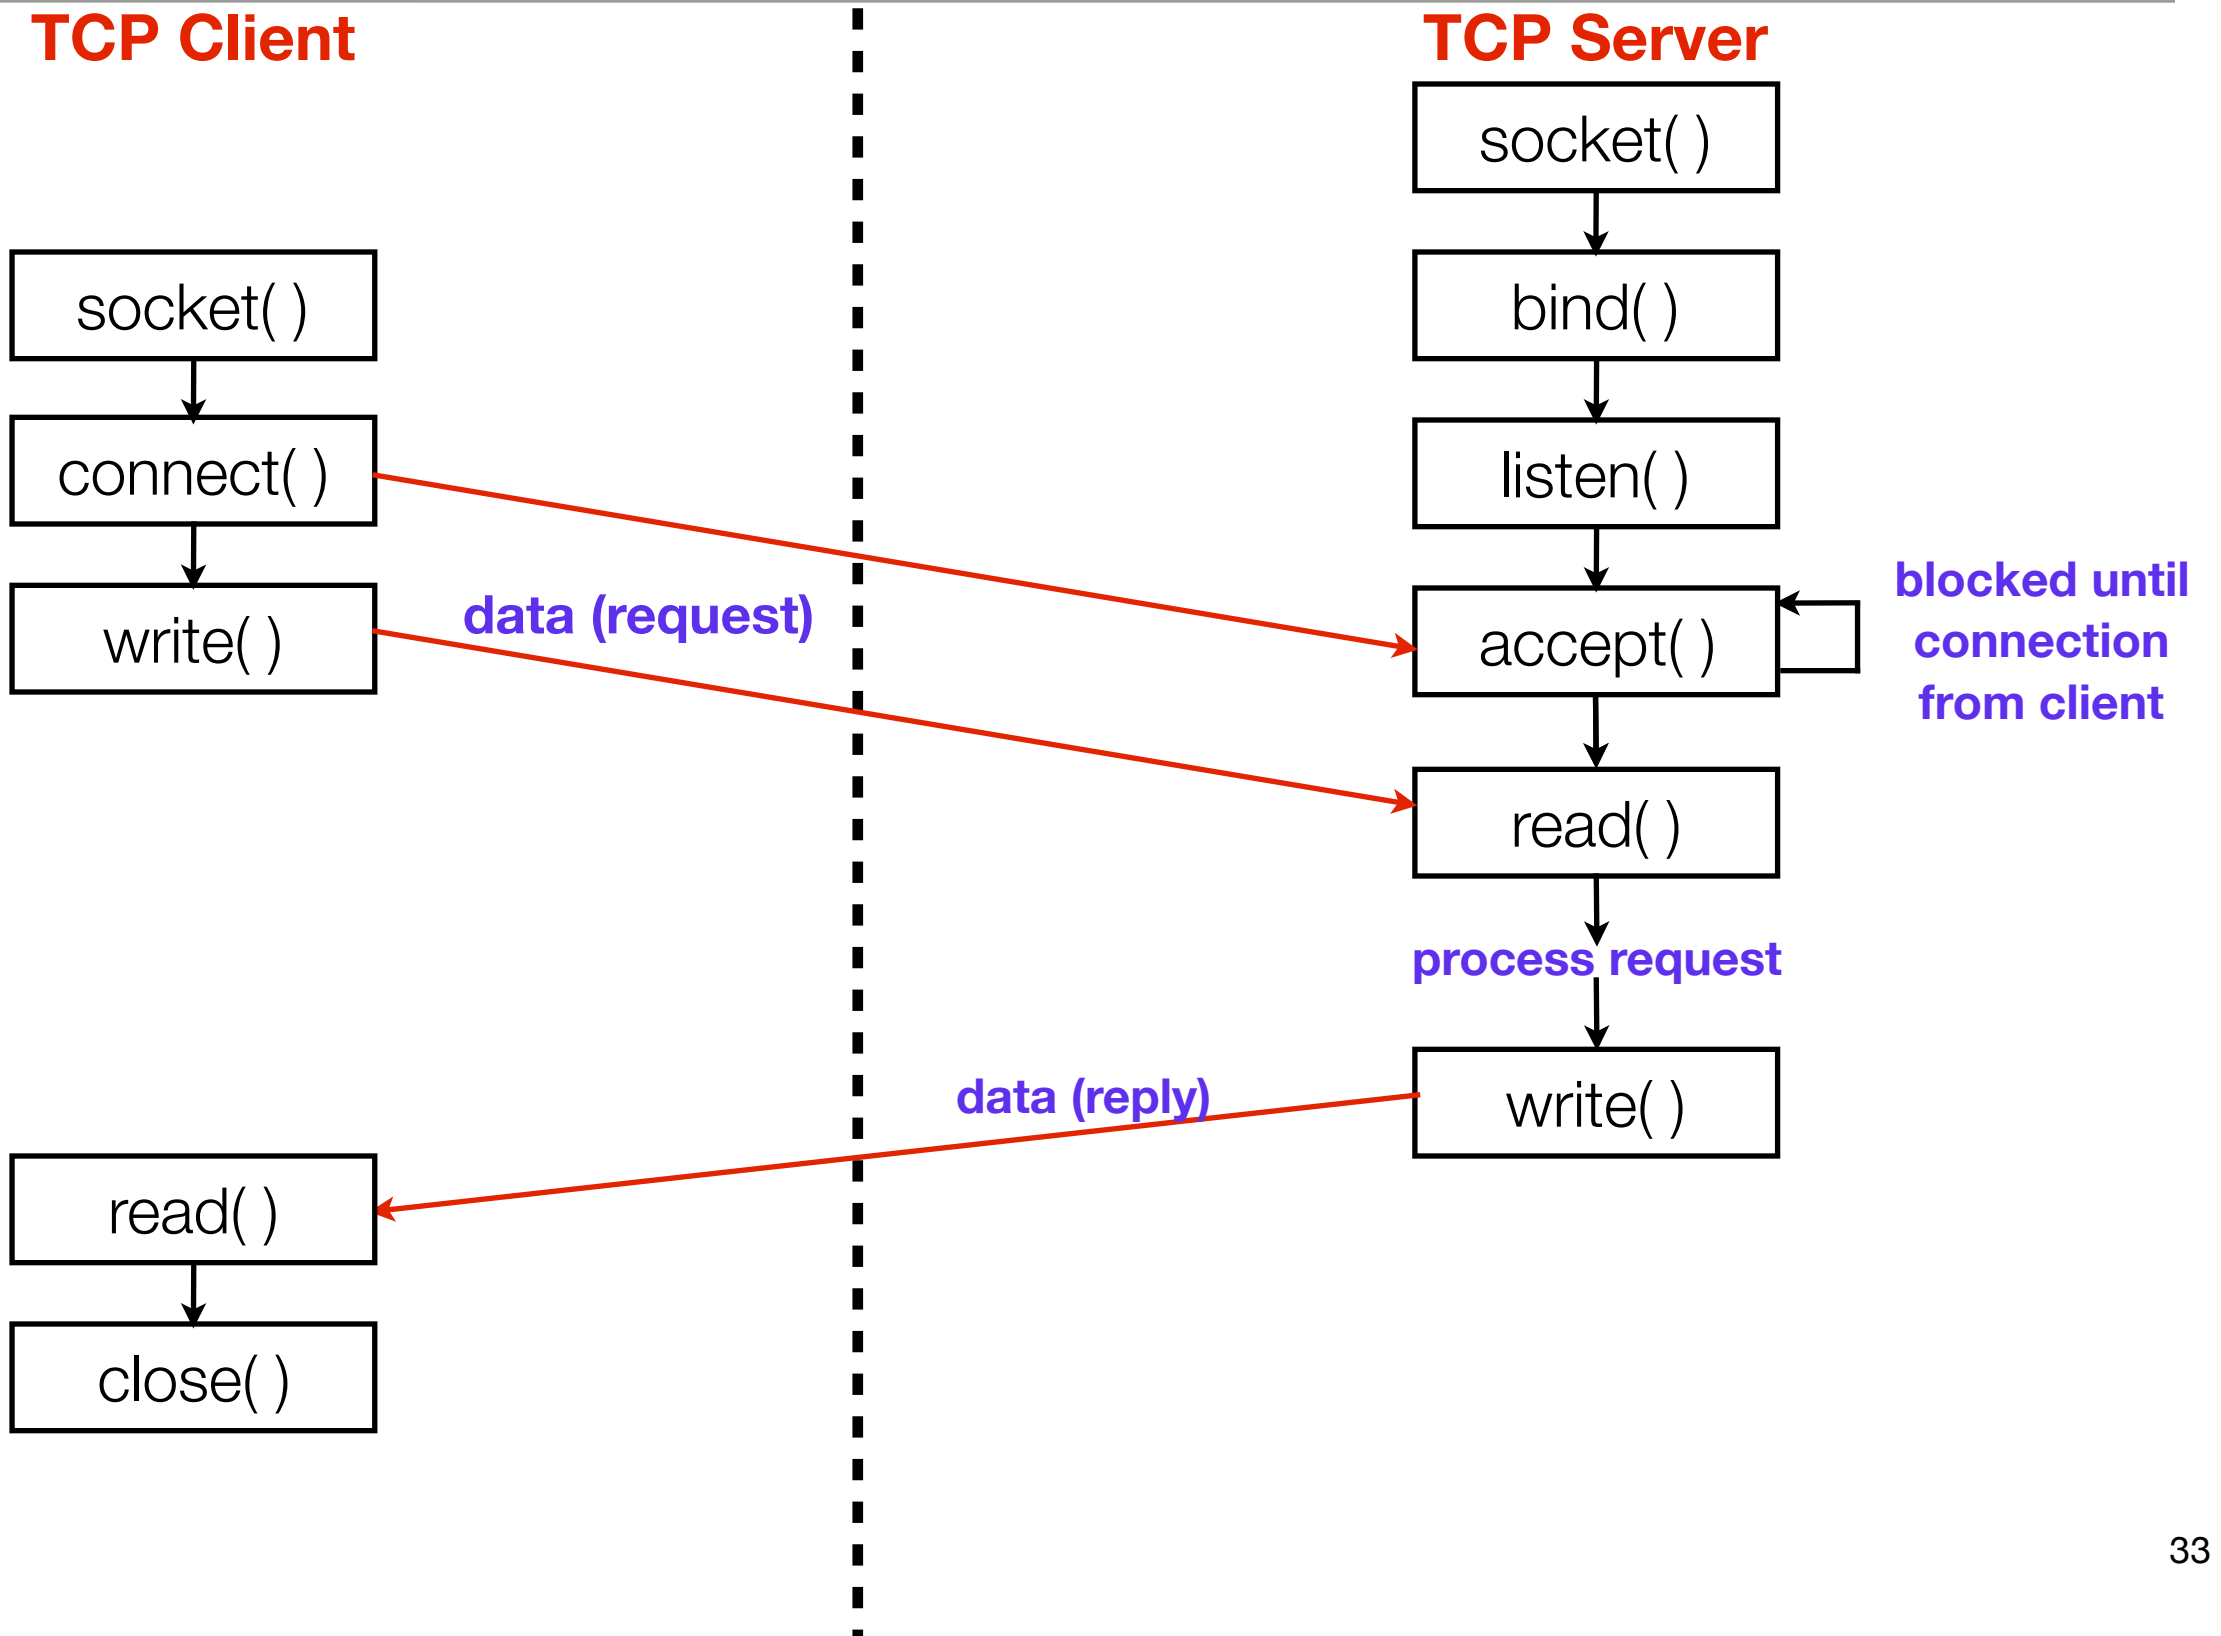 TCP Client
TCP Server
socket( )
socket( )
bind( )
connect( )
listen( )
write( )
data (request)
accept( )
blocked until
connection
from client
read( )
process request
data (reply)
write( )
read( )
close( )
33